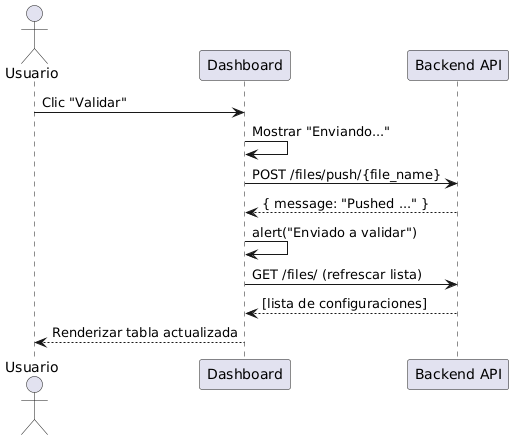 Usuario
Dashboard
Backend API
Clic "Validar"
Mostrar "Enviando..."
POST /files/push/{file_name}
{ message: "Pushed ..." }
alert("Enviado a validar")
GET /files/ (refrescar lista)
[lista de configuraciones]
Renderizar tabla actualizada
Usuario
Dashboard
Backend API